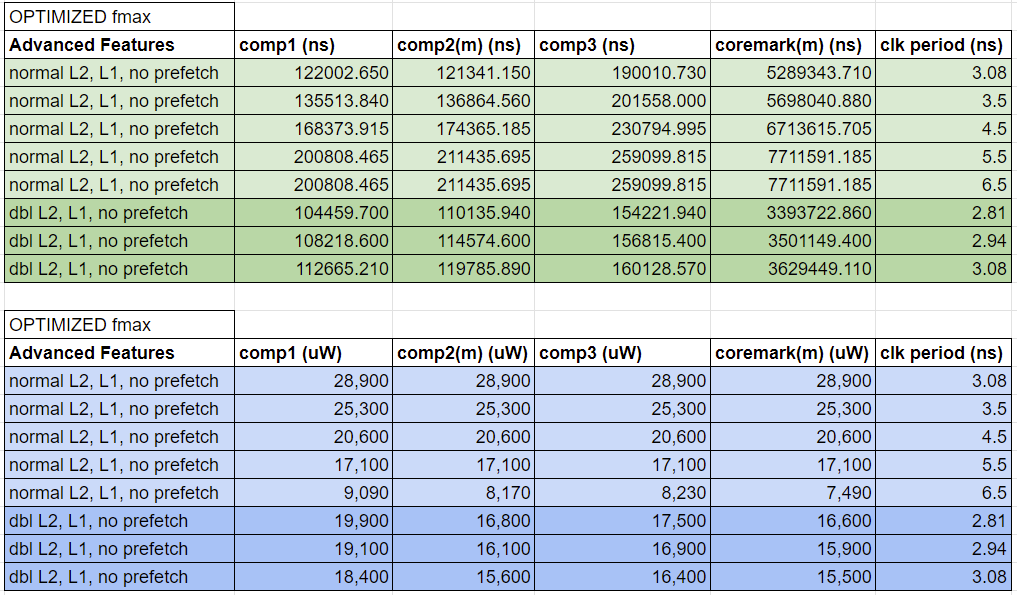 OPTIMIZED fmax
Advanced Features comp1 (ns) comp2(m) (ns) comp3 (ns) coremark(m) (ns) clk period (ns)
normal L2, L1, no prefetch 122002.650 121341.150 190010.730 5289343.710 3.08
normal L2, L1, no prefetch 135513.840 136864.560 201558.000 5698040.880 3.5
normal L2, L1, no prefetch 168373.915 174365.185 230794.995 6713615.705 4.5
normal L2, L1, no prefetch 200808.465 211435.695 259099.815 7711591.185 5.5
normal L2, L1, no prefetch 200808.465 211435.695 259099.815 7711591.185 6.5
dbl L2, L1, no prefetch 104459.700 110135.940 154221.940 3393722.860 2.81
dbl L2, L1, no prefetch 108218.600 114574.600 156815.400 3501149.400 2.94
dbl L2, L1, no prefetch 112665.210 119785.890 160128.570 3629449.110 3.08
OPTIMIZED fmax
Advanced Features comp1 (uW) comp2(m) (uW) comp3 (uW) coremark(m) (uW) clk period (ns)
normal L2, L1, no prefetch 28,900 28,900 28,900 28,900 3.08
normal L2, L1, no prefetch 25,300 25,300 25,300 25,300 3.5
normal L2, L1, no prefetch 20,600 20,600 20,600 20,600 4.5
normal L2, L1, no prefetch 17,100 17,100 17,100 17,100 5.5
normal L2, L1, no prefetch 9,090 8,170 8,230 7,490 6.5
dbl L2, L1, no prefetch 19,900 16,800 17,500 16,600 2.81
dbl L2, L1, no prefetch 19,100 16,100 16,900 15,900 2.94
dbl L2, L1, no prefetch 18,400 15,600 16,400 15,500 3.08